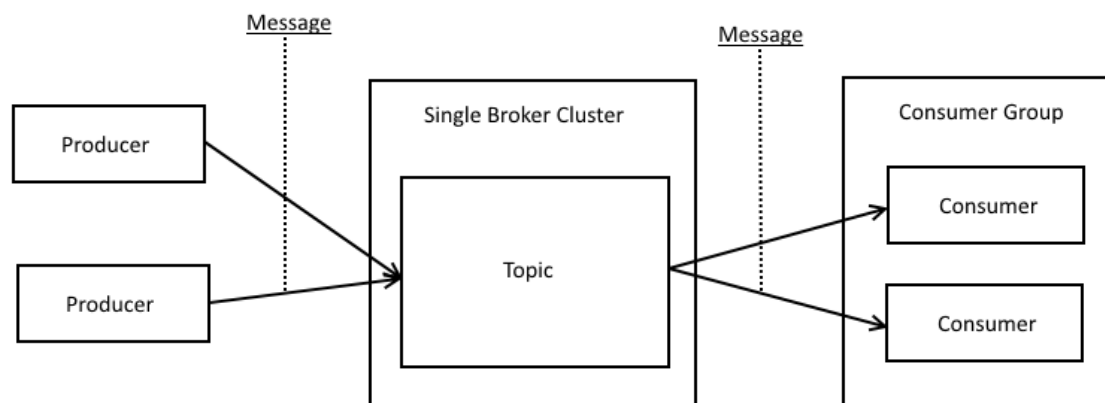 Message
Message
Single Broker Cluster
Consumer Group
Producer
Consumer
Topic
Producer
Consumer